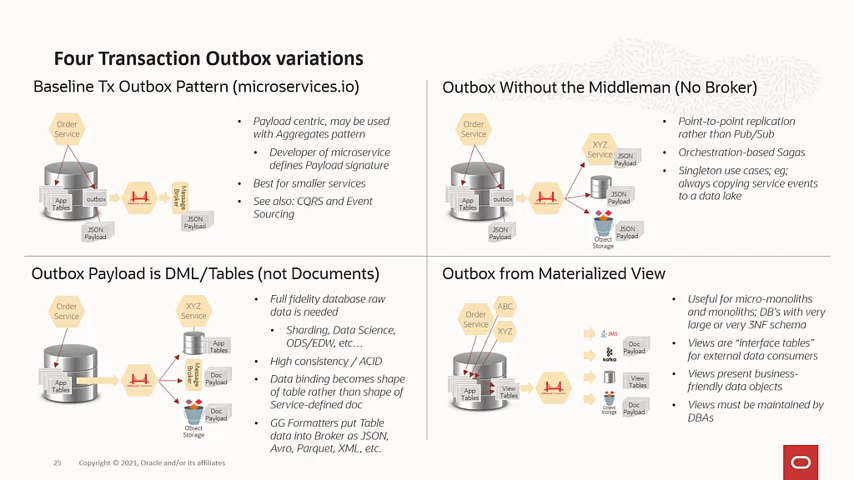 Four Transaction Outbox variations
Baseline Tx Outbox Pattern (microservices.io)
Order
Service
App
Tables
outbox
Message
Broker
JSON
Payload
JSON
Payload
• Payload centric, may be used
with Aggregates pattern
• Developer of microservice
defines Payload signature
• Best for smaller services
• See also: CQRS and Event
Sourcing
Outbox Without the Middleman (No Broker)
Order
Service
App
Tables
outbox
JSON
Payload
XYZ
Service
JSON
Payload
JSON
Payload
Object
Storage
JSON
Payload
• Point-to-point replication
rather than Pub/Sub
• Orchestration-based Sagas
• Singleton use cases; eg;
always copying service events
to a data lake
Outbox Payload is DML/Tables (not Documents)
Order
Service
App
Tables
XYZ
Service
App
Tables
Message
Broker
Doc
Payload
Object
Storage
Doc
Payload
• Full fidelity database raw
data is needed
• Sharding, Data Science,
ODS/EDW, etc…
• High consistency / ACID
• Data binding becomes shape
of table rather than shape of
Service-defined doc
• GG Formatters put Table
data into Broker as JSON,
Avro, Parquet, XML, etc.
Outbox from Materialized View
Order
Service
ABC
XYZ
App
Tables
View
Tables
JMS
kafka
Doc
Payload
View
Tables
Object
Storage
Doc
Payload
• Useful for micro-monoliths
and monoliths; DB's with very
large or very 3NF schema
• Views are "interface tables"
for external data consumers
• Views present business-
friendly data objects
• Views must be maintained by
DBAs
25 Copyright © 2021, Oracle and/or its affiliates